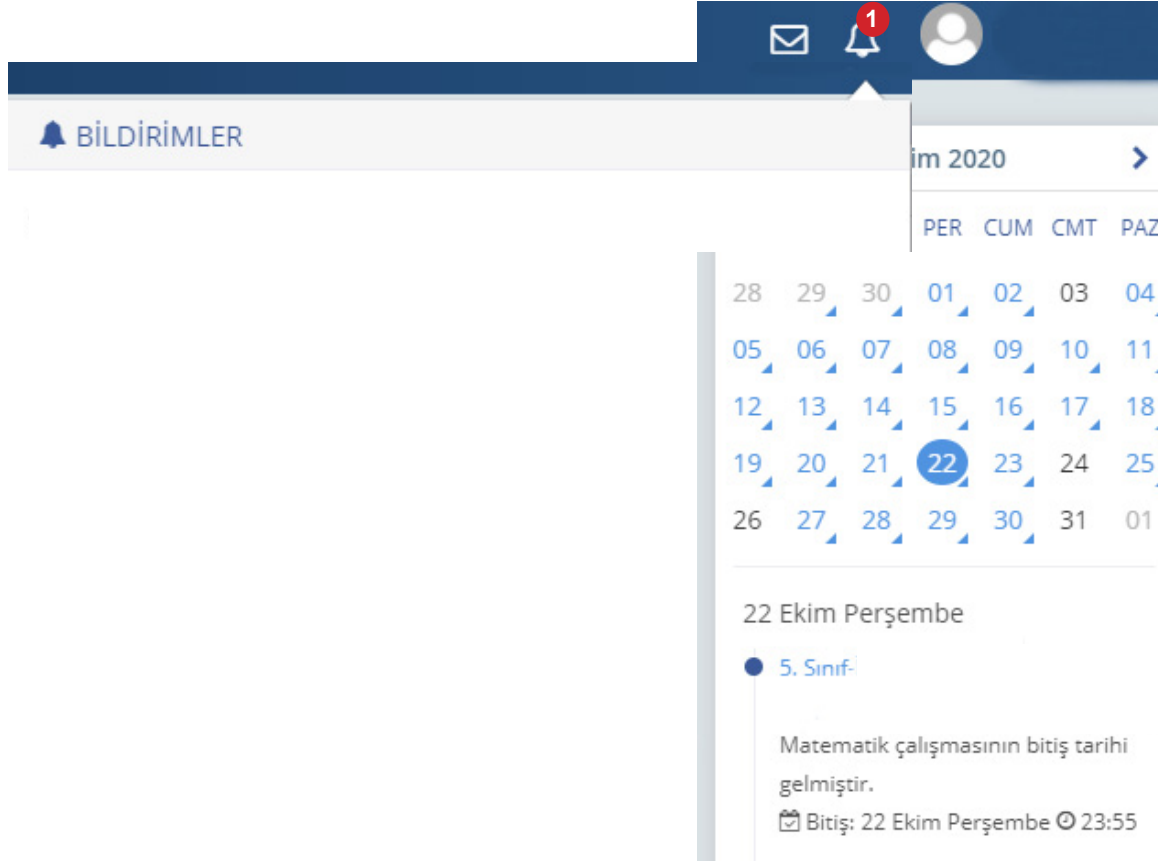 1
BİLDİRİMLER
im 2020
PER CUM CMT PAZ
28 29 30 01 02 03 04
05 06 07 08 09 10 11
12 13 14 15 16 17 18
19 20 21 22 23 24 25
26 27 28 29 30 31 01
22 Ekim Perşembe
5. Sınıf-
Matematik çalışmasının bitiş tarihi
gelmiştir.
Bitiş: 22 Ekim Perşembe 23:55